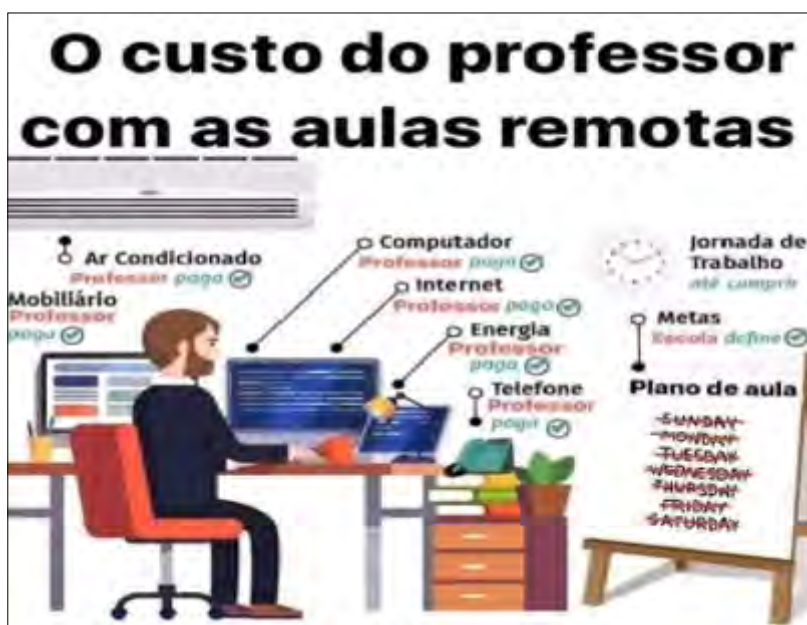 O custo do professor
com as aulas remotas
Ar Condicionado
Professor paga
Mobiliário
Professor
paga
Computador
Professor paga
Internet
Professor paga
Energia
Professor
paga
Telefone
Professor
paga
Jornada de
Trabalho
até cumprir
Metas
Escola define
Plano de aula
SUNDAY
MONDAY
TUESDAY
WEDNESDAY
THURSDAY
FRIDAY
SATURDAY